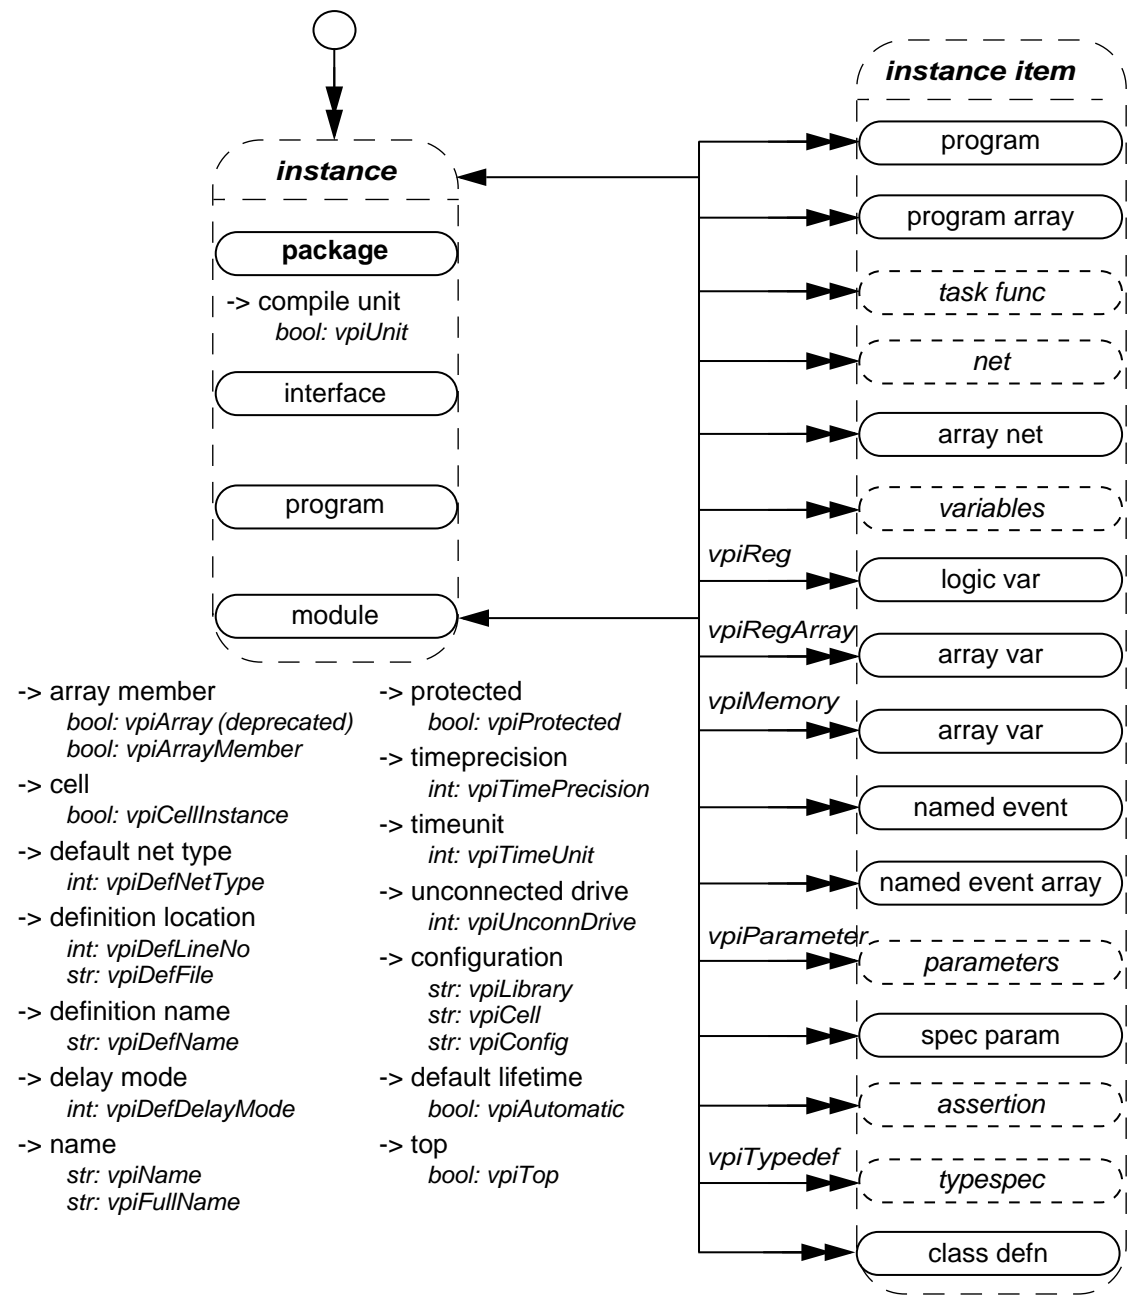 instance
package
-> compile unit
bool: vpiUnit
interface
program
module
-> array member
bool: vpiArray (deprecated)
bool: vpiArrayMember
-> cell
bool: vpiCellInstance
-> default net type
int: vpiDefNetType
-> definition location
int: vpiDefLineNo
str: vpiDefFile
-> definition name
str: vpiDefName
-> delay mode
int: vpiDefDelayMode
-> name
str: vpiName
str: vpiFullName
-> protected
bool: vpiProtected
-> timeprecision
int: vpiTimePrecision
-> timeunit
int: vpiTimeUnit
-> unconnected drive
int: vpiUnconnDrive
-> configuration
str: vpiLibrary
str: vpiCell
str: vpiConfig
-> default lifetime
bool: vpiAutomatic
-> top
bool: vpiTop
instance item
program
program array
task func
net
array net
variables
vpiReg
logic var
vpiRegArray
array var
vpiMemory
array var
named event
named event array
vpiParameter
parameters
spec param
assertion
vpiTypedef
typespec
class defn